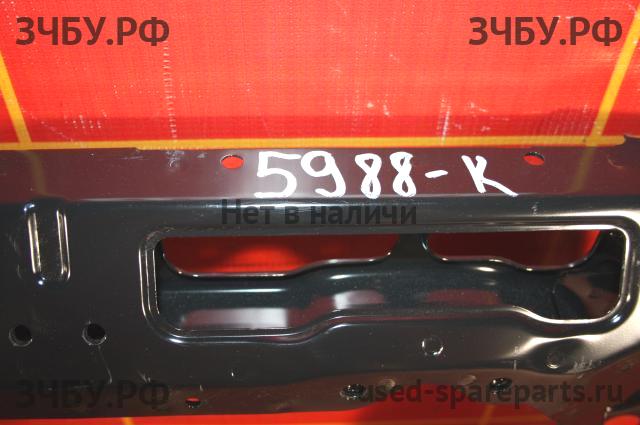 ЗЧБУ.РФ ЗЧБУ.РФ
5988-К
Нет в наличи
ЗЧБУ.РФ used-spareparts.ru